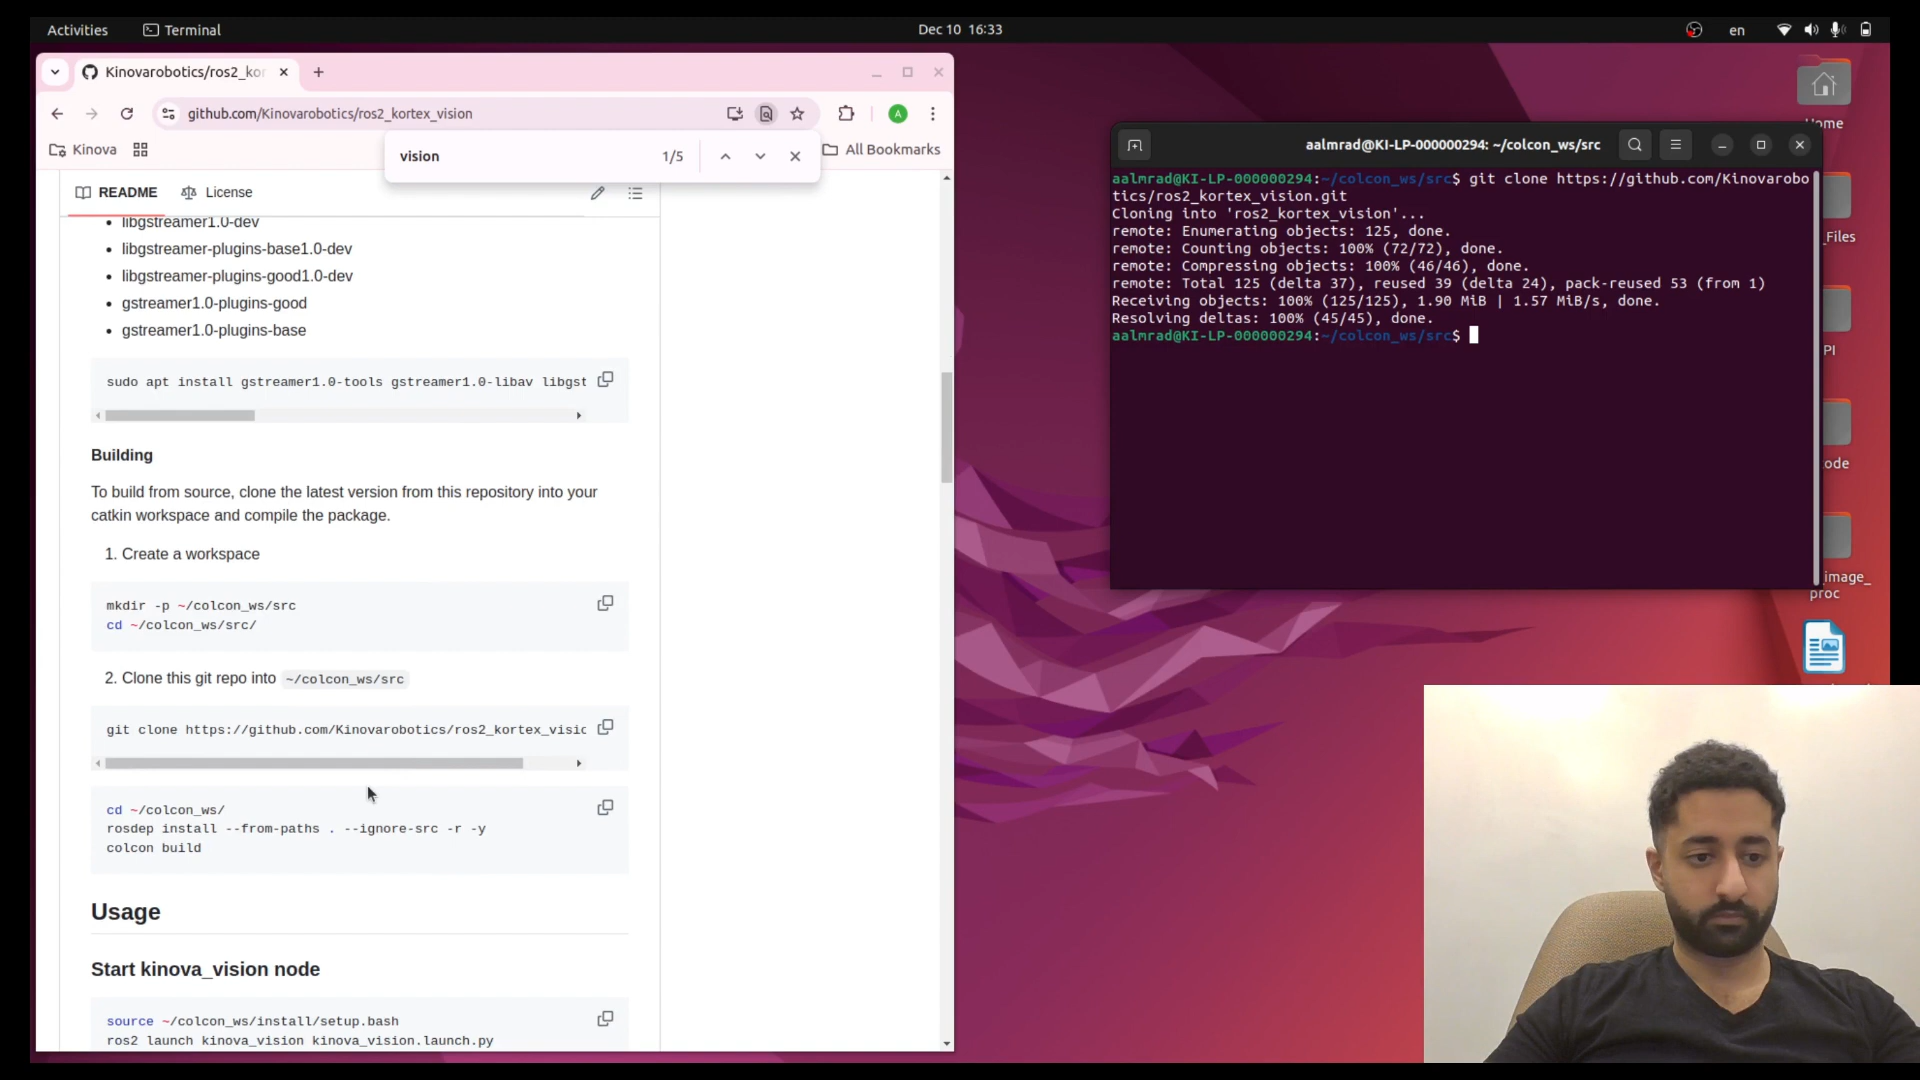 Activities
Terminal
Dec 10 16:33
en
Kinovarobotics/ros2_kor
github.com/Kinovarobotics/ros2_kortex_vision
A
Kinova
All Bookmarks
vision
1/5
README
License
libgstreamer1.0-dev
libgstreamer-plugins-base1.0-dev
libgstreamer-plugins-good1.0-dev
gstreamer1.0-plugins-good
gstreamer1.0-plugins-base
sudo apt install gstreamer1.0-tools gstreamer1.0-libav libgst
Building
To build from source, clone the latest version from this repository into your
catkin workspace and compile the package.
1. Create a workspace
mkdir -p ~/colcon_ws/src
cd ~/colcon_ws/src/
2. Clone this git repo into ~/colcon_ws/src
git clone https://github.com/Kinovarobotics/ros2_kortex_visic
cd ~/colcon_ws/
rosdep install --from-paths . --ignore-src -r -y
colcon build
Usage
Start kinova_vision node
source ~/colcon_ws/install/setup.bash
ros2 launch kinova_vision kinova_vision.launch.py
aalmrad@KI-LP-000000294: ~/colcon_ws/src
aalmrad@KI-LP-000000294:~/colcon_ws/src$ git clone https://github.com/Kinovarobo
tics/ros2_kortex_vision.git
Cloning into 'ros2_kortex_vision'...
remote: Enumerating objects: 125, done.
remote: Counting objects: 100% (72/72), done.
remote: Compressing objects: 100% (46/46), done.
remote: Total 125 (delta 37), reused 39 (delta 24), pack-reused 53 (from 1)
Receiving objects: 100% (125/125), 1.90 MiB | 1.57 MiB/s, done.
Resolving deltas: 100% (45/45), done.
aalmrad@KI-LP-000000294:~/colcon_ws/src$
Home
_Files
PI
ode
image_
proc